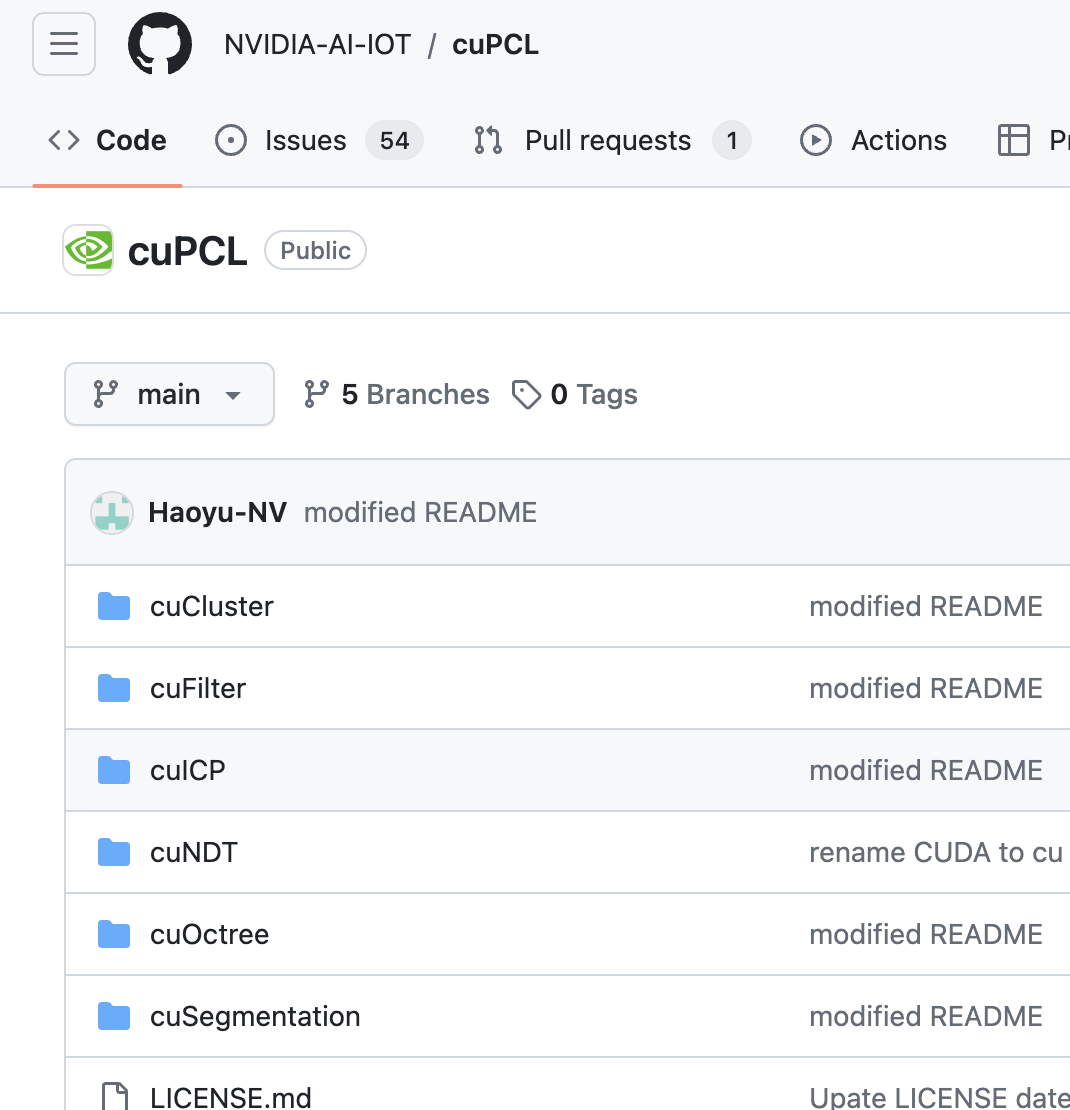 NVIDIA-AI-IOT / cuPCL
Code Issues 54 Pull requests 1 Actions Pr
cuPCL Public
main 5 Branches 0 Tags
Haoyu-NV modified README
cuCluster modified README
cuFilter modified README
cuICP modified README
cuNDT rename CUDA to cu
cuOctree modified README
cuSegmentation modified README
LICENSE.md Upate LICENSE date